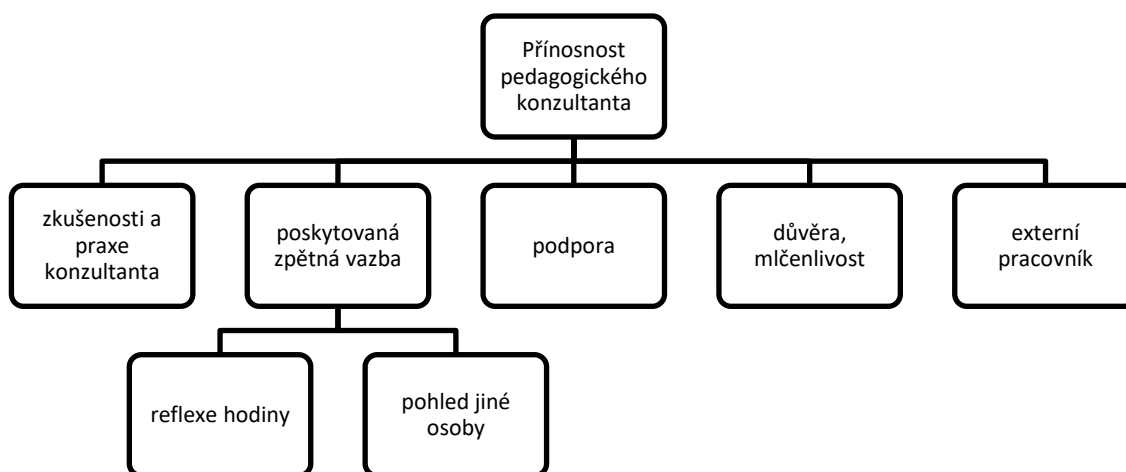 Přínosnost
pedagogického
konzultanta
zkušenosti a
praxe
konzultanta
poskytovaná
zpětná vazba
podpora
důvěra,
mlčenlivost
externí
pracovník
reflexe hodiny
pohled jiné
osoby